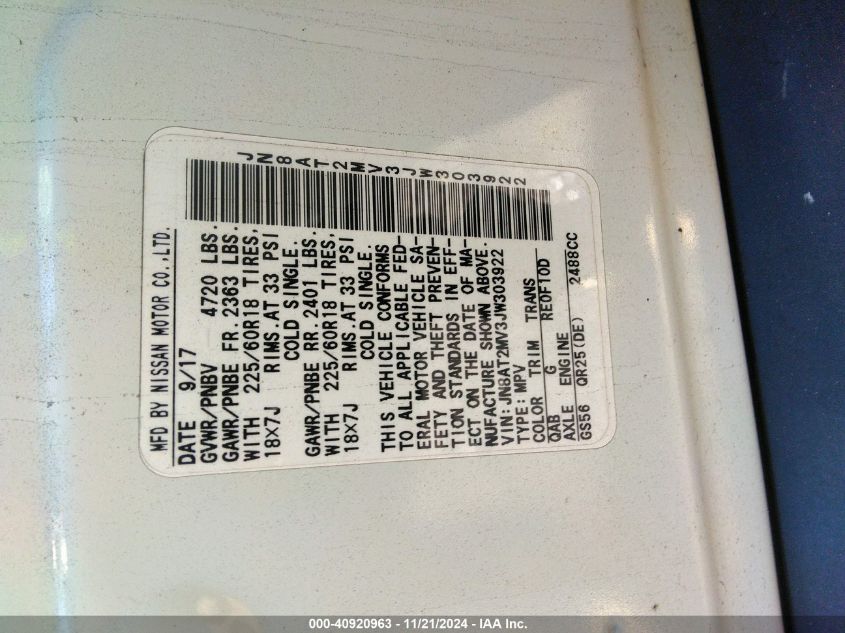 MFD BY NISSAN MOTOR CO.,LTD.
DATE 9/17
GVWR/PNBV 4720 LBS.
GAWR/PNBE FR. 2363 LBS.
WITH 225/60R18 TIRES,
18×7J RIMS. AT 33 PSI
COLD SINGLE.
GAWR/PNBE RR. 2401 LBS.
WITH 225/60R18 TIRES,
18×7J RIMS. AT 33 PSI
COLD SINGLE.
THIS VEHICLE CONFORMS
TO ALL APPLICABLE FED-
ERAL MOTOR VEHICLE SA-
FETY AND THEFT PREVEN-
TION STANDARDS IN EFF-
ECT ON THE DATE OF MA-
NUFACTURE SHOWN ABOVE.
VIN: JN8AT2MV3JW303922
TYPE: MPV
COLOR TRIM TRANS
QAB G RE0F10D
AXLE ENGINE
GS56 QR25(DE) 2488CC
JN8AT2MV3JW303922
000-40920963 - 11/21/2024 - IAA Inc.